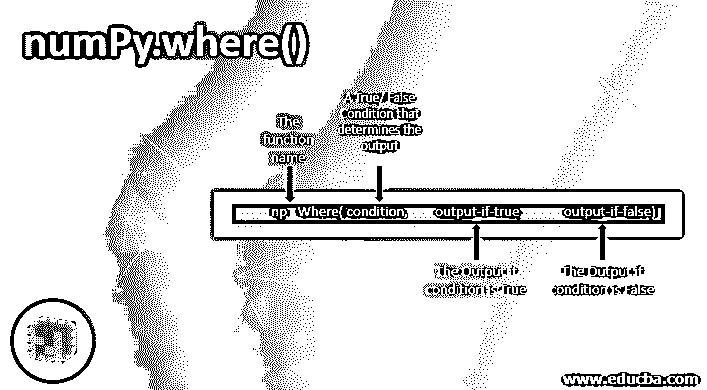 numPy.where()
The
function
name
A True/ False
Condition that
determines the
output
np Where( condition, output-if-true output-if-false)]
The Output if
condition is True
The Output if
condition is False
www.educba.com